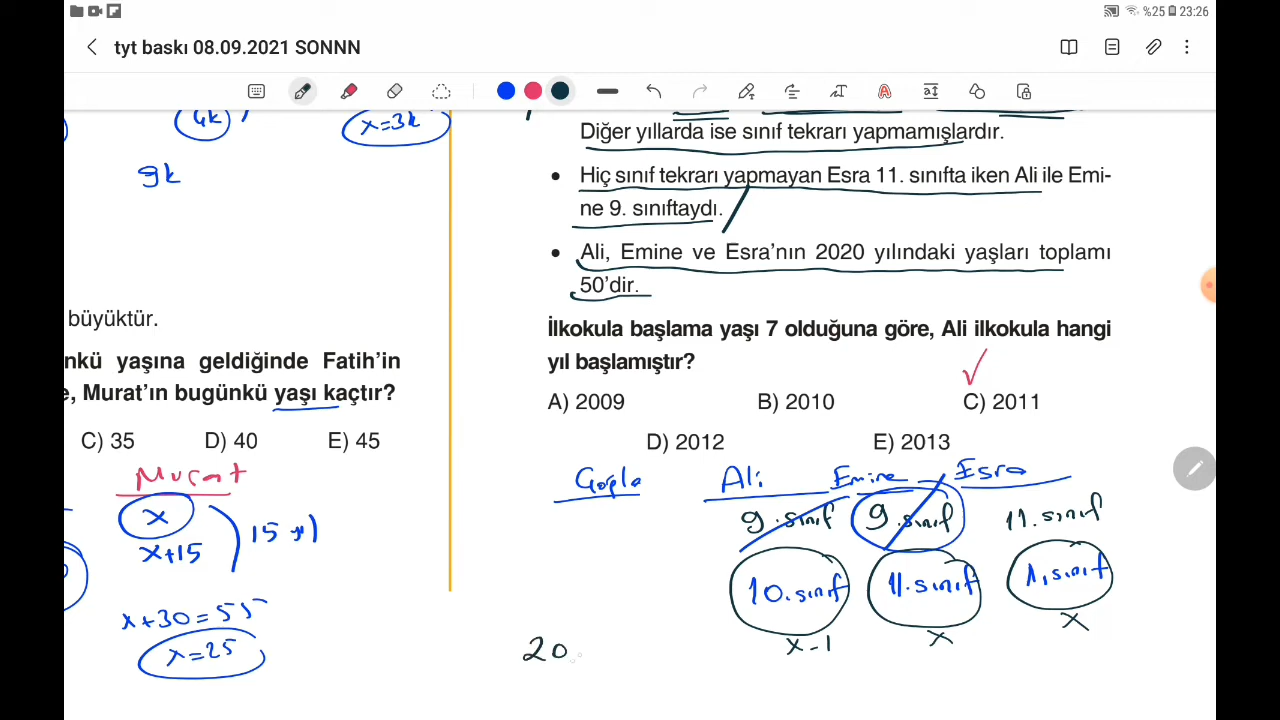 %25 23:26
tyt baskı 08.09.2021 SONNN
4k
x=3k
9k
büyüktür.
nkü yaşına geldiğinde Fatih'in
e, Murat'ın bugünkü yaşı kaçtır?
C) 35 D) 40 E) 45
Murat
x
x+15
15
x+30=55
x=25
Diğer yıllarda ise sınıf tekrarı yapmamışlardır.
• Hiç sınıf tekrarı yapmayan Esra 11. sınıfta iken Ali ile Emi-
ne 9. sınıftaydı.
• Ali, Emine ve Esra'nın 2020 yılındaki yaşları toplamı
50'dir.
İlkokula başlama yaşı 7 olduğuna göre, Ali ilkokula hangi
yıl başlamıştır?
A) 2009 B) 2010 C) 2011
D) 2012 E) 2013
Ali Emine Esra
9.sınıf 9.sınıf 11.sınıf
10.sınıf 11.sınıf 11.sınıf
x-1 x x
20